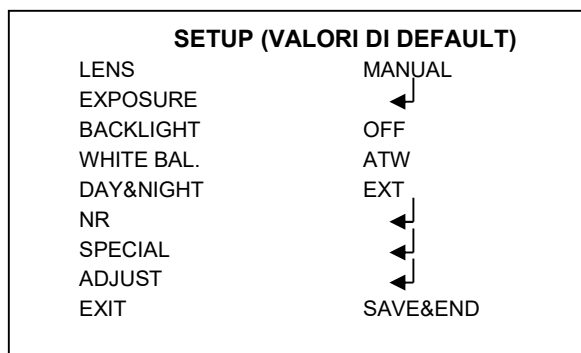 SETUP (VALORI DI DEFAULT)
LENS MANUAL
EXPOSURE ↲
BACKLIGHT OFF
WHITE BAL. ATW
DAY&NIGHT EXT
NR ↲
SPECIAL ↲
ADJUST ↲
EXIT SAVE&END